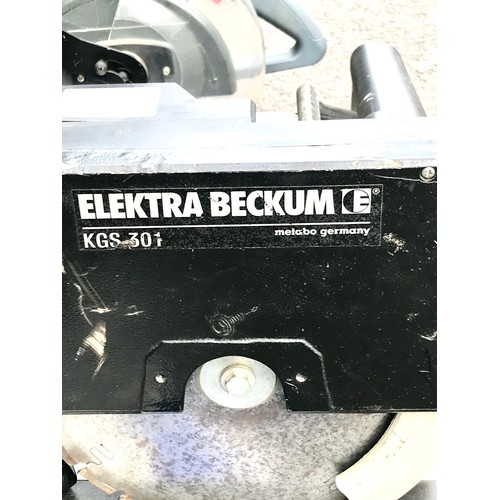 ELEKTRA BECKUM E®
KGS 301
metabo germany